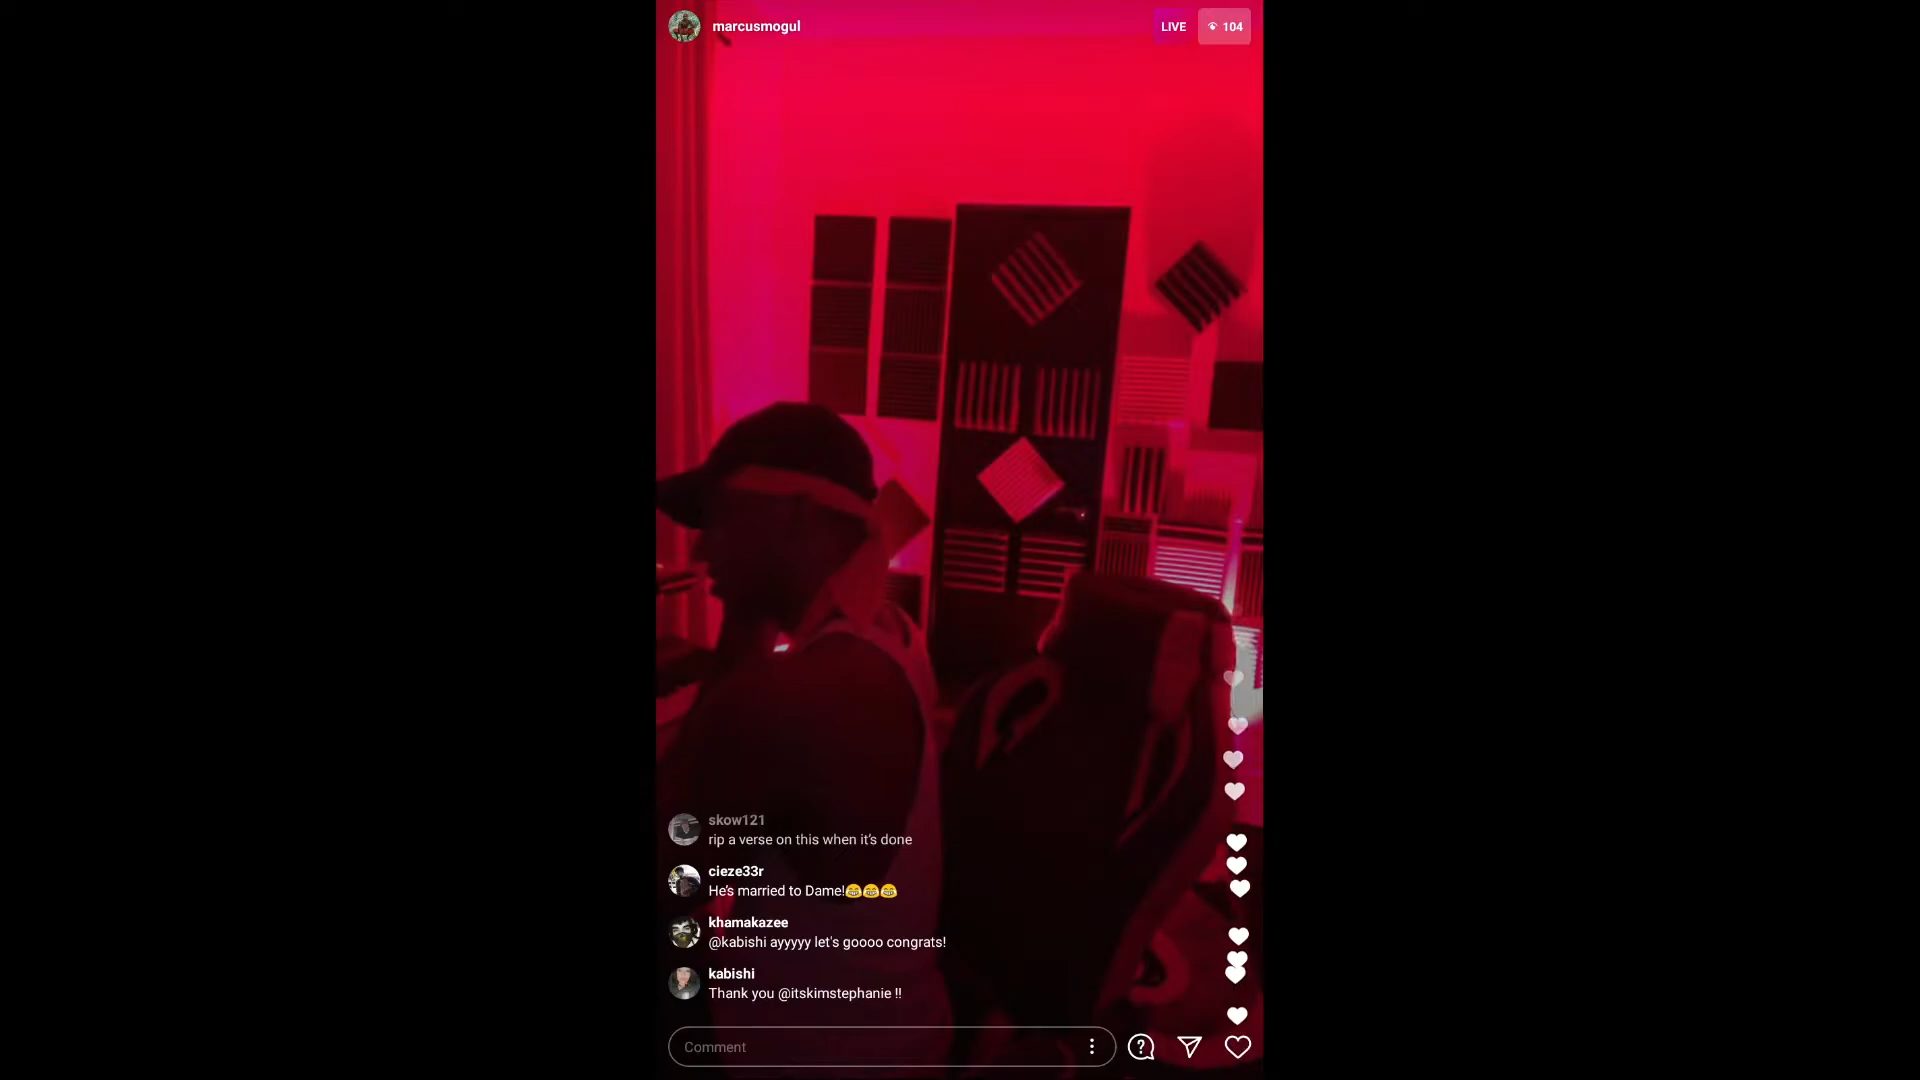 marcusmogul
LIVE
104
skow121
rip a verse on this when it's done
cieze33r
He's married to Dame!😂😂😂
khamakazee
@kabishi ayyyyy let's goooo congrats!
kabishi
Thank you @itskimstephanie !!
Comment